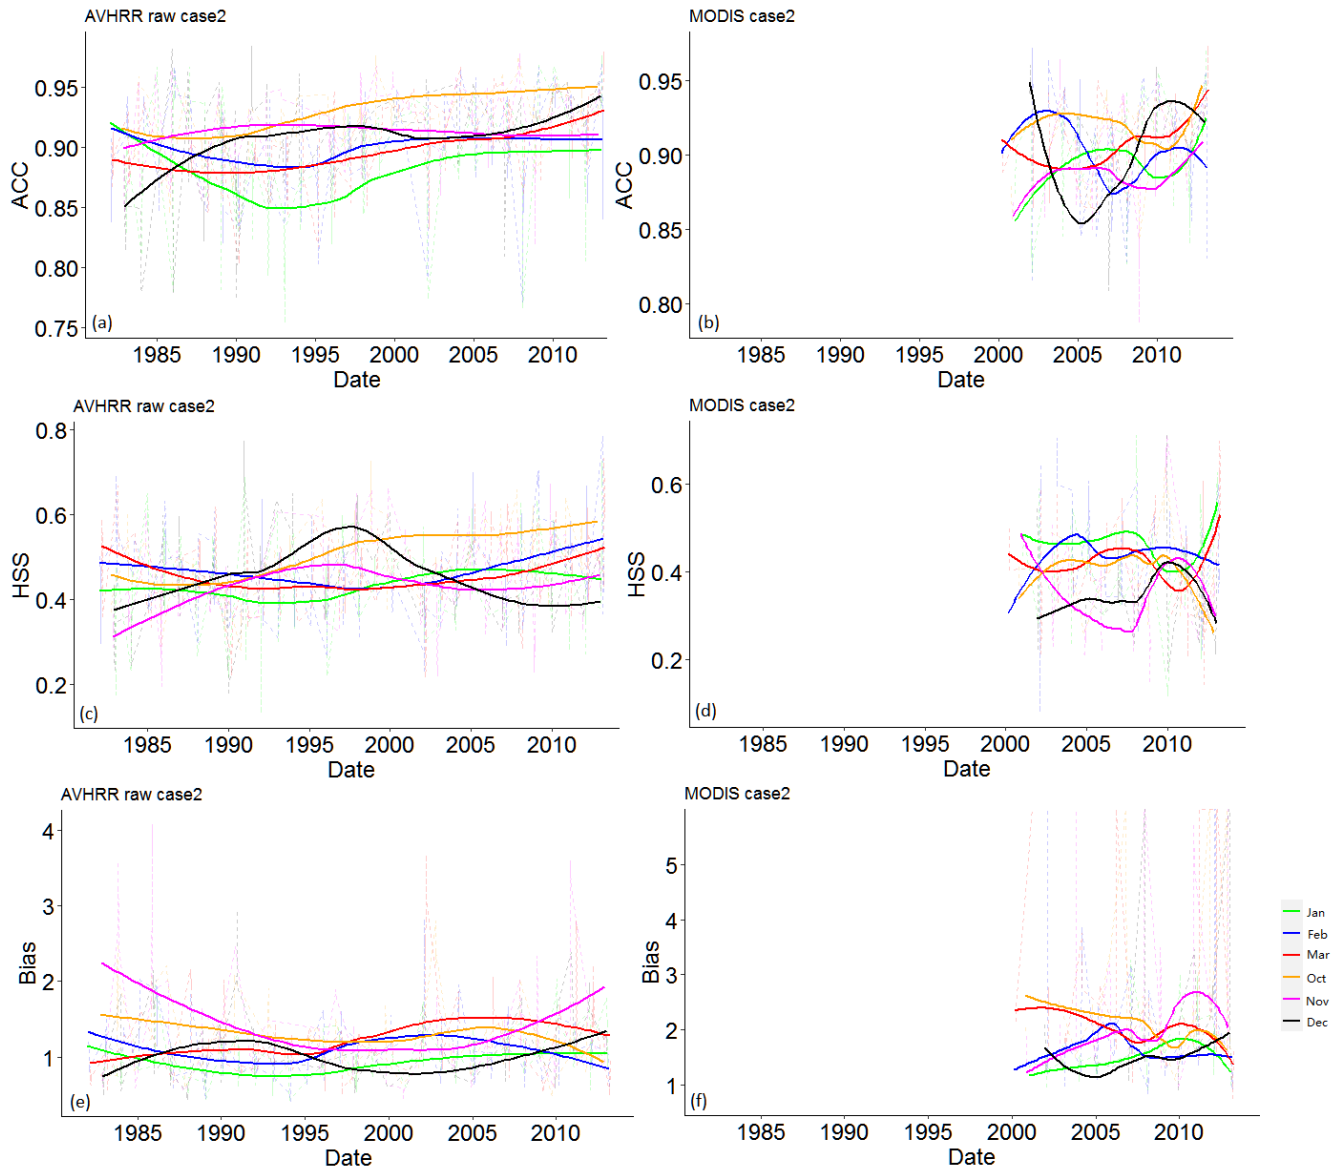 AVHRR raw case2
ACC
0.95
0.90
0.85
0.80
0.75
(a)
1985 1990 1995 2000 2005 2010
Date
MODIS case2
ACC
0.95
0.90
0.85
0.80
(b)
1985 1990 1995 2000 2005 2010
Date
AVHRR raw case2
HSS
0.8
0.6
0.4
0.2
(c)
1985 1990 1995 2000 2005 2010
Date
MODIS case2
HSS
0.6
0.4
0.2
(d)
1985 1990 1995 2000 2005 2010
Date
AVHRR raw case2
Bias
4
3
2
1
(e)
1985 1990 1995 2000 2005 2010
Date
MODIS case2
Bias
5
4
3
2
1
(f)
1985 1990 1995 2000 2005 2010
Date
Jan
Feb
Mar
Oct
Nov
Dec